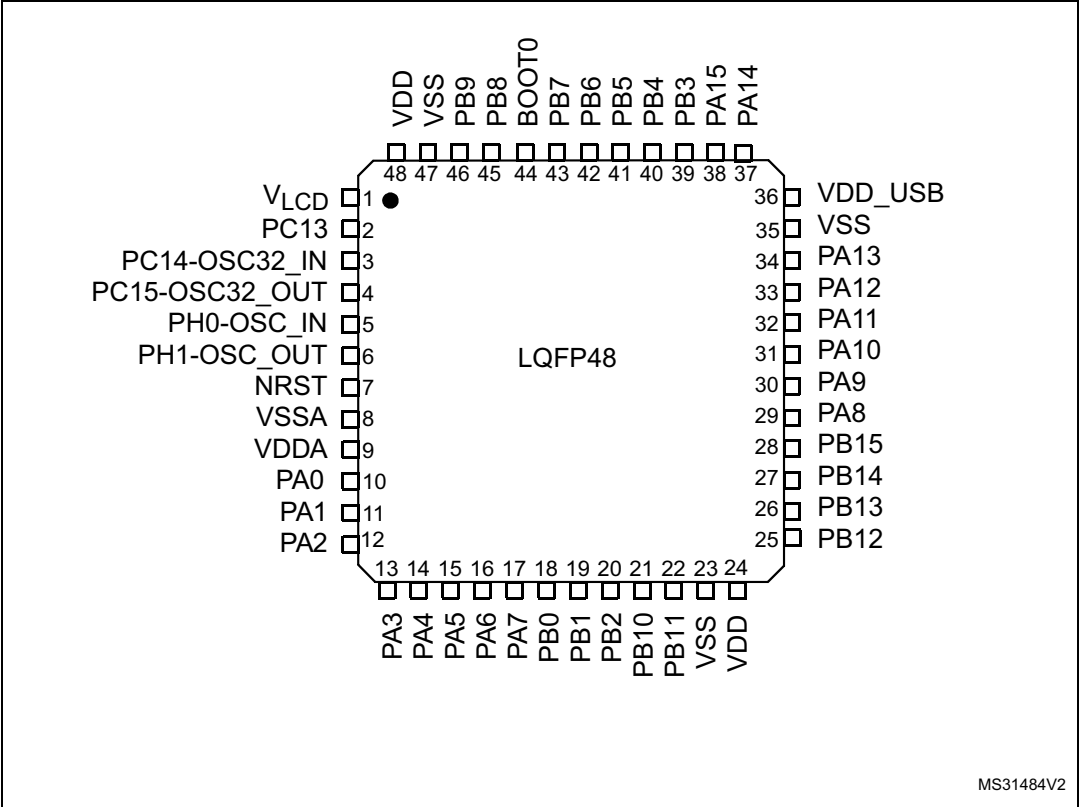 VDD
VSS
PB9
PB8
BOOT0
PB7
PB6
PB5
PB4
PB3
PA15
PA14
48 47 46 45 44 43 42 41 40 39 38 37
VLCD 1
PC13 2
PC14-OSC32_IN 3
PC15-OSC32_OUT 4
PH0-OSC_IN 5
PH1-OSC_OUT 6
NRST 7
VSSA 8
VDDA 9
PA0 10
PA1 11
PA2 12
LQFP48
36 VDD_USB
35 VSS
34 PA13
33 PA12
32 PA11
31 PA10
30 PA9
29 PA8
28 PB15
27 PB14
26 PB13
25 PB12
13 14 15 16 17 18 19 20 21 22 23 24
PA3
PA4
PA5
PA6
PA7
PB0
PB1
PB2
PB10
PB11
VSS
VDD
MS31484V2